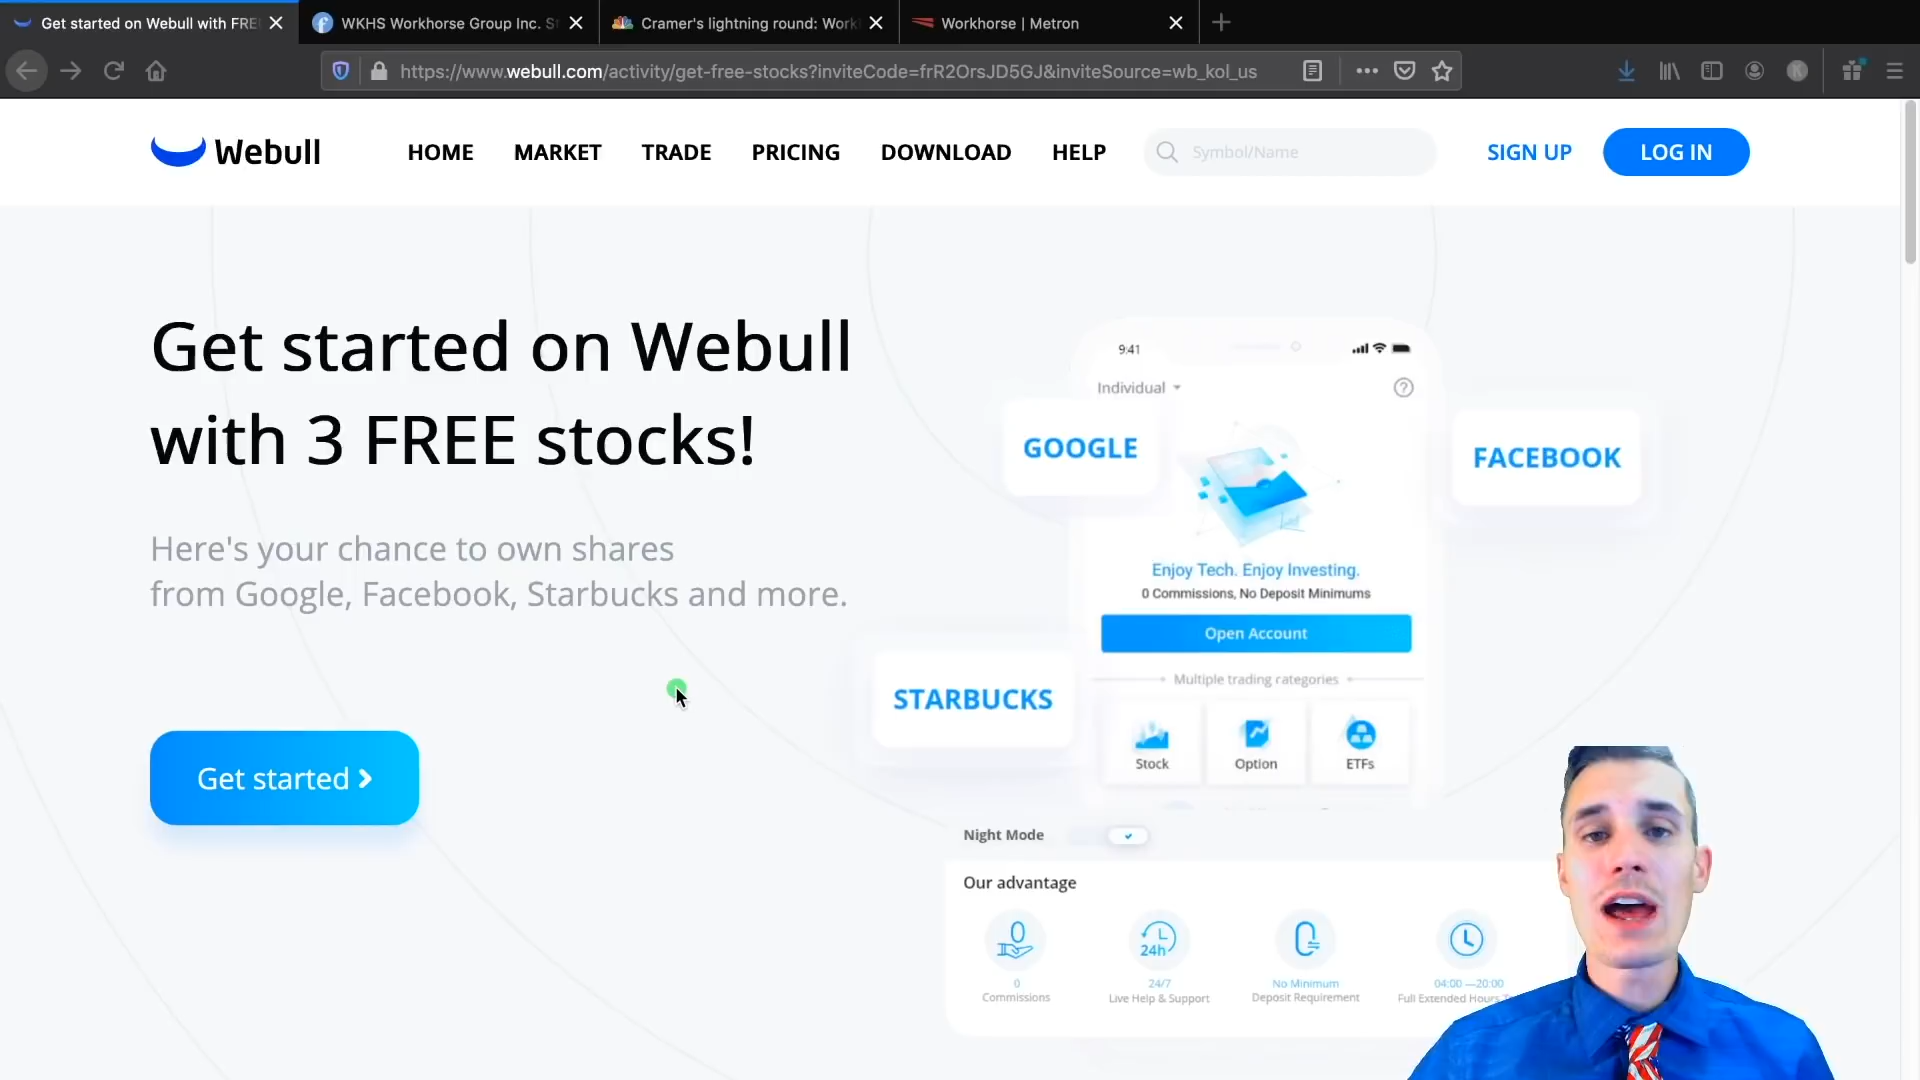 Get started on Webull with FRE
WKHS Workhorse Group Inc. S
Cramer's lightning round: Work
Workhorse | Metron
https://www.webull.com/activity/get-free-stocks?inviteCode=frR2OrsJD5GJ&inviteSource=wb_kol_us
K
Webull
HOME
MARKET
TRADE
PRICING
DOWNLOAD
HELP
Symbol/Name
SIGN UP
LOG IN
Get started on Webull
with 3 FREE stocks!
Here's your chance to own shares
from Google, Facebook, Starbucks and more.
Get started
9:41
Individual
GOOGLE
FACEBOOK
STARBUCKS
Enjoy Tech. Enjoy Investing.
0 Commissions, No Deposit Minimums
Open Account
Multiple trading categories
Stock
Option
ETFs
Night Mode
Our advantage
0
24h
0
24/7
No Minimum
04:00 —20:00
Commissions
Live Help & Support
Deposit Requirement
Full Extended Hours